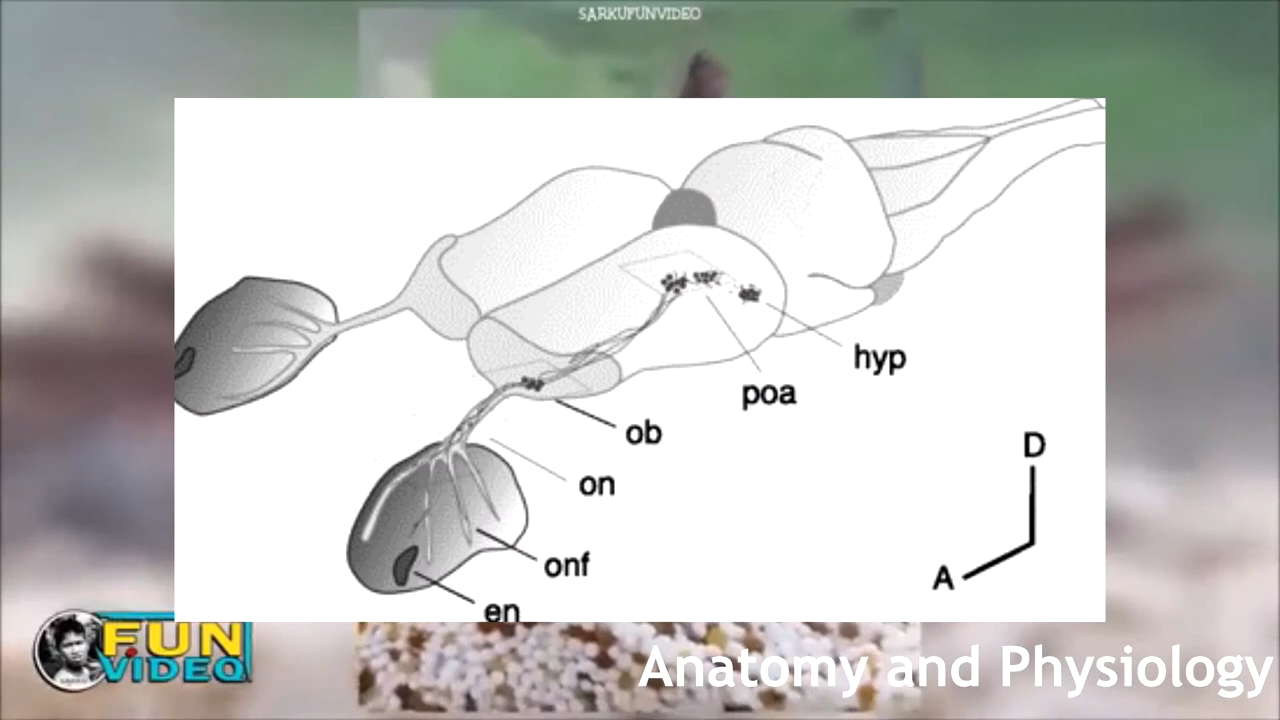 SARKUFUNVIDEO
hyp
poa
ob
D
on
onf
A
en
FUN
VIDEO
Anatomy and Physiology